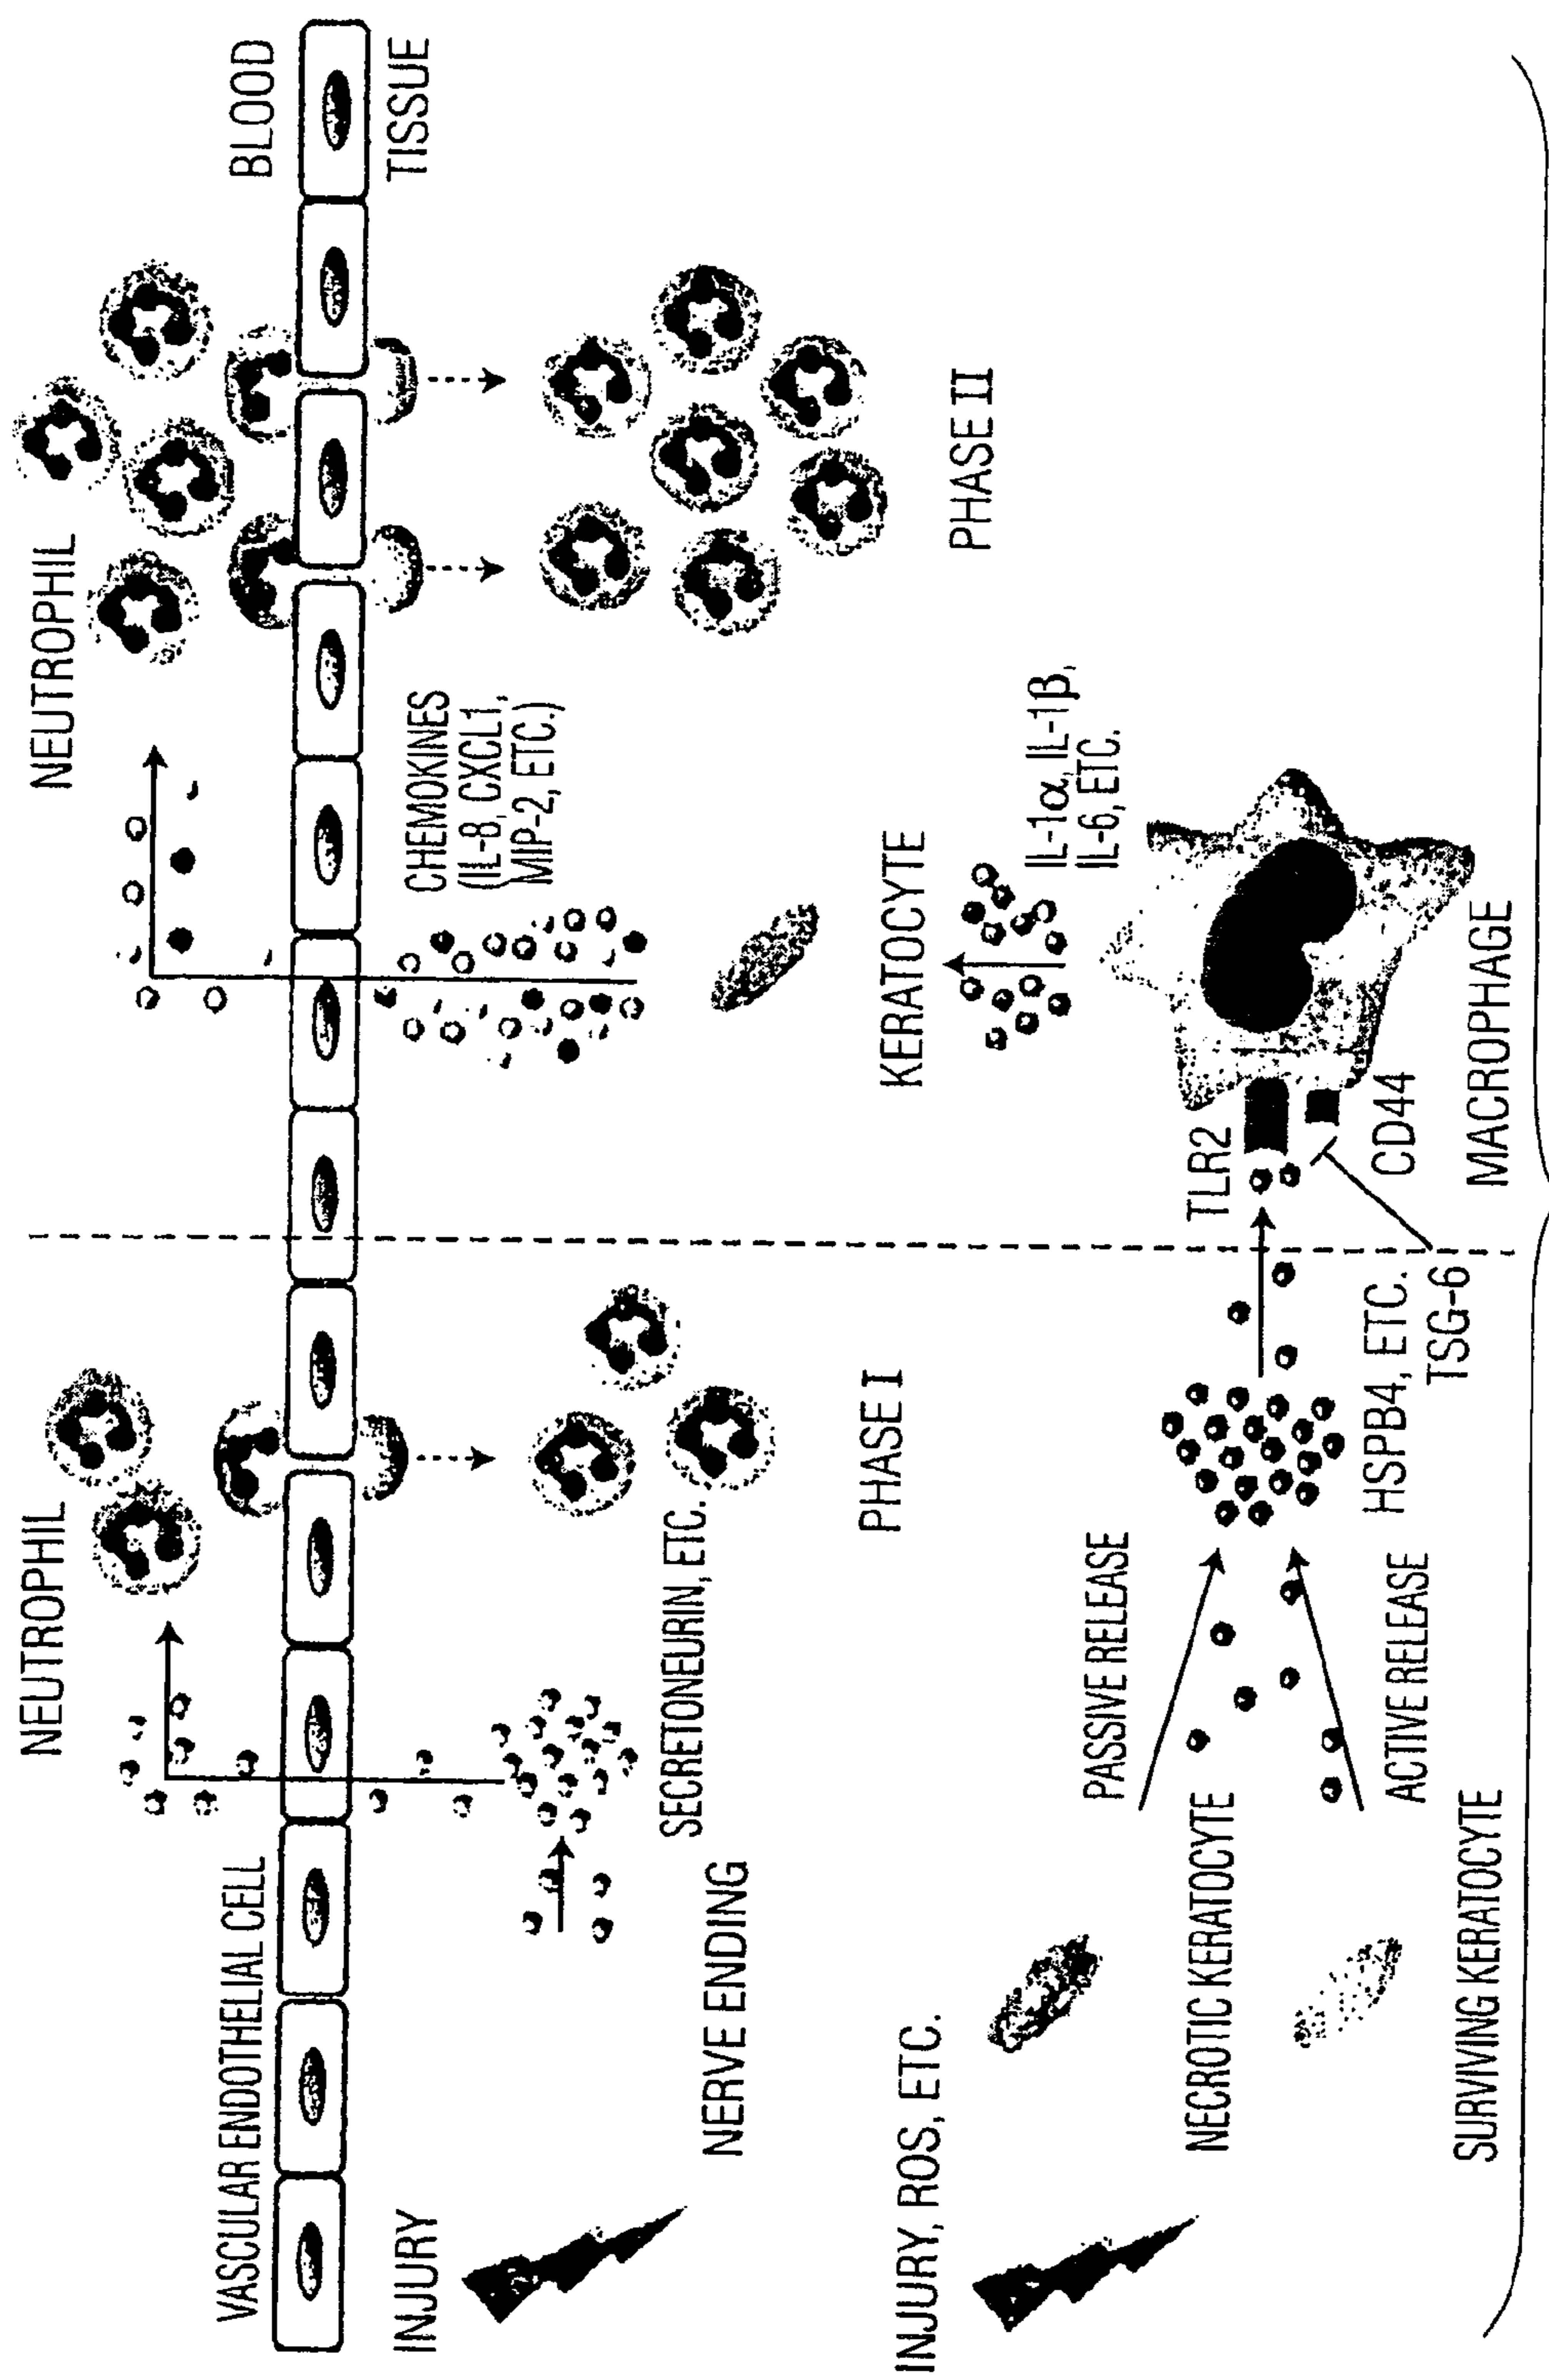 NEUTROPHIL
NEUTROPHIL
BLOOD
VASCULAR ENDOTHELIAL CELL
TISSUE
INJURY
CHEMOKINES
(IL-8, CXCL1,
MIP-2, ETC.)
SECRETONEURIN, ETC.
NERVE ENDING
PHASE I
PHASE II
KERATOCYTE
INJURY, ROS, ETC.
IL-1α, IL-1β,
IL-6, ETC.
PASSIVE RELEASE
NECROTIC KERATOCYTE
TLR2
HSPB4, ETC.
CD44
ACTIVE RELEASE
TSG-6
SURVIVING KERATOCYTE
MACROPHAGE